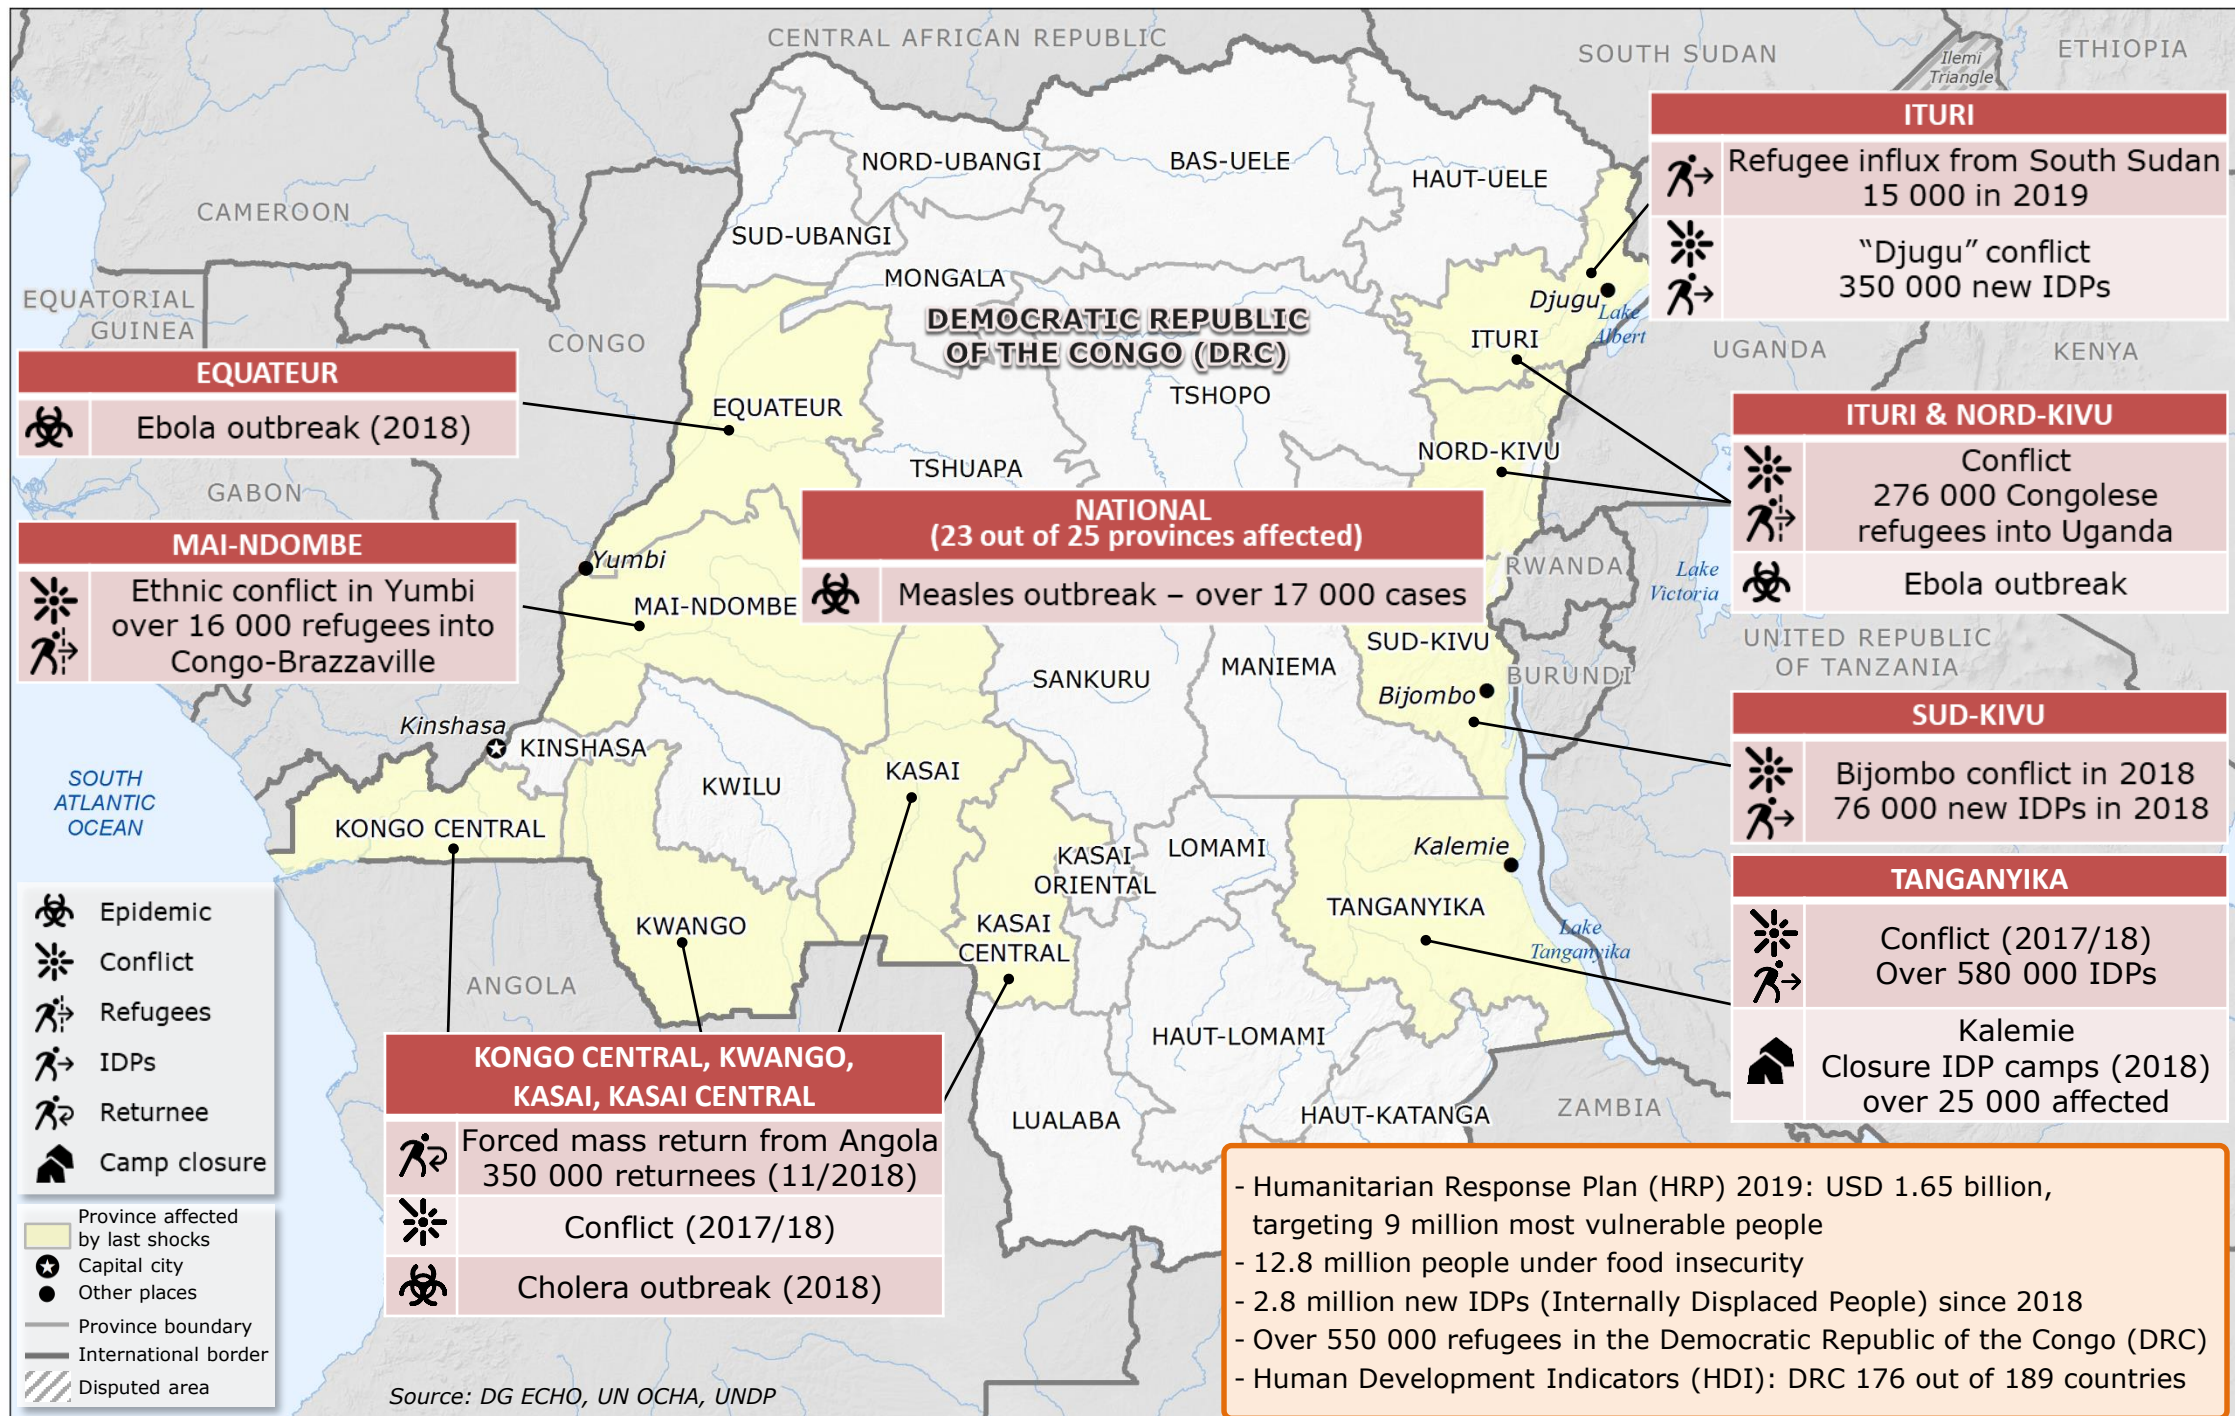 CENTRAL AFRICAN REPUBLIC
SOUTH SUDAN
Ilemi
Triangle
ETHIOPIA
CAMEROON
EQUATORIAL
GUINEA
CONGO
GABON
UGANDA
KENYA
RWANDA
BURUNDI
UNITED REPUBLIC
OF TANZANIA
ANGOLA
ZAMBIA
SOUTH
ATLANTIC
OCEAN
Lake
Albert
Lake
Victoria
Lake
Tanganyika
DEMOCRATIC REPUBLIC
OF THE CONGO (DRC)
NORD-UBANGI
BAS-UELE
HAUT-UELE
SUD-UBANGI
MONGALA
Djugu
ITURI
EQUATEUR
TSHOPO
TSHUAPA
NORD-KIVU
Yumbi
MAI-NDOMBE
SUD-KIVU
SANKURU
MANIEMA
Bijombo
Kinshasa
KINSHASA
KWILU
KASAI
KONGO CENTRAL
KASAI
ORIENTAL
LOMAMI
Kalemie
KWANGO
KASAI
CENTRAL
TANGANYIKA
HAUT-LOMAMI
LUALABA
HAUT-KATANGA
ITURI
Refugee influx from South Sudan
15 000 in 2019
“Djugu” conflict
350 000 new IDPs
EQUATEUR
Ebola outbreak (2018)
ITURI & NORD-KIVU
Conflict
276 000 Congolese
refugees into Uganda
Ebola outbreak
NATIONAL
(23 out of 25 provinces affected)
Measles outbreak – over 17 000 cases
MAI-NDOMBE
Ethnic conflict in Yumbi
over 16 000 refugees into
Congo-Brazzaville
SUD-KIVU
Bijombo conflict in 2018
76 000 new IDPs in 2018
TANGANYIKA
Conflict (2017/18)
Over 580 000 IDPs
Kalemie
Closure IDP camps (2018)
over 25 000 affected
KONGO CENTRAL, KWANGO,
KASAI, KASAI CENTRAL
Forced mass return from Angola
350 000 returnees (11/2018)
Conflict (2017/18)
Cholera outbreak (2018)
Epidemic
Conflict
Refugees
IDPs
Returnee
Camp closure
Province affected
by last shocks
Capital city
Other places
Province boundary
International border
Disputed area
- Humanitarian Response Plan (HRP) 2019: USD 1.65 billion,
targeting 9 million most vulnerable people
- 12.8 million people under food insecurity
- 2.8 million new IDPs (Internally Displaced People) since 2018
- Over 550 000 refugees in the Democratic Republic of the Congo (DRC)
- Human Development Indicators (HDI): DRC 176 out of 189 countries
Source: DG ECHO, UN OCHA, UNDP